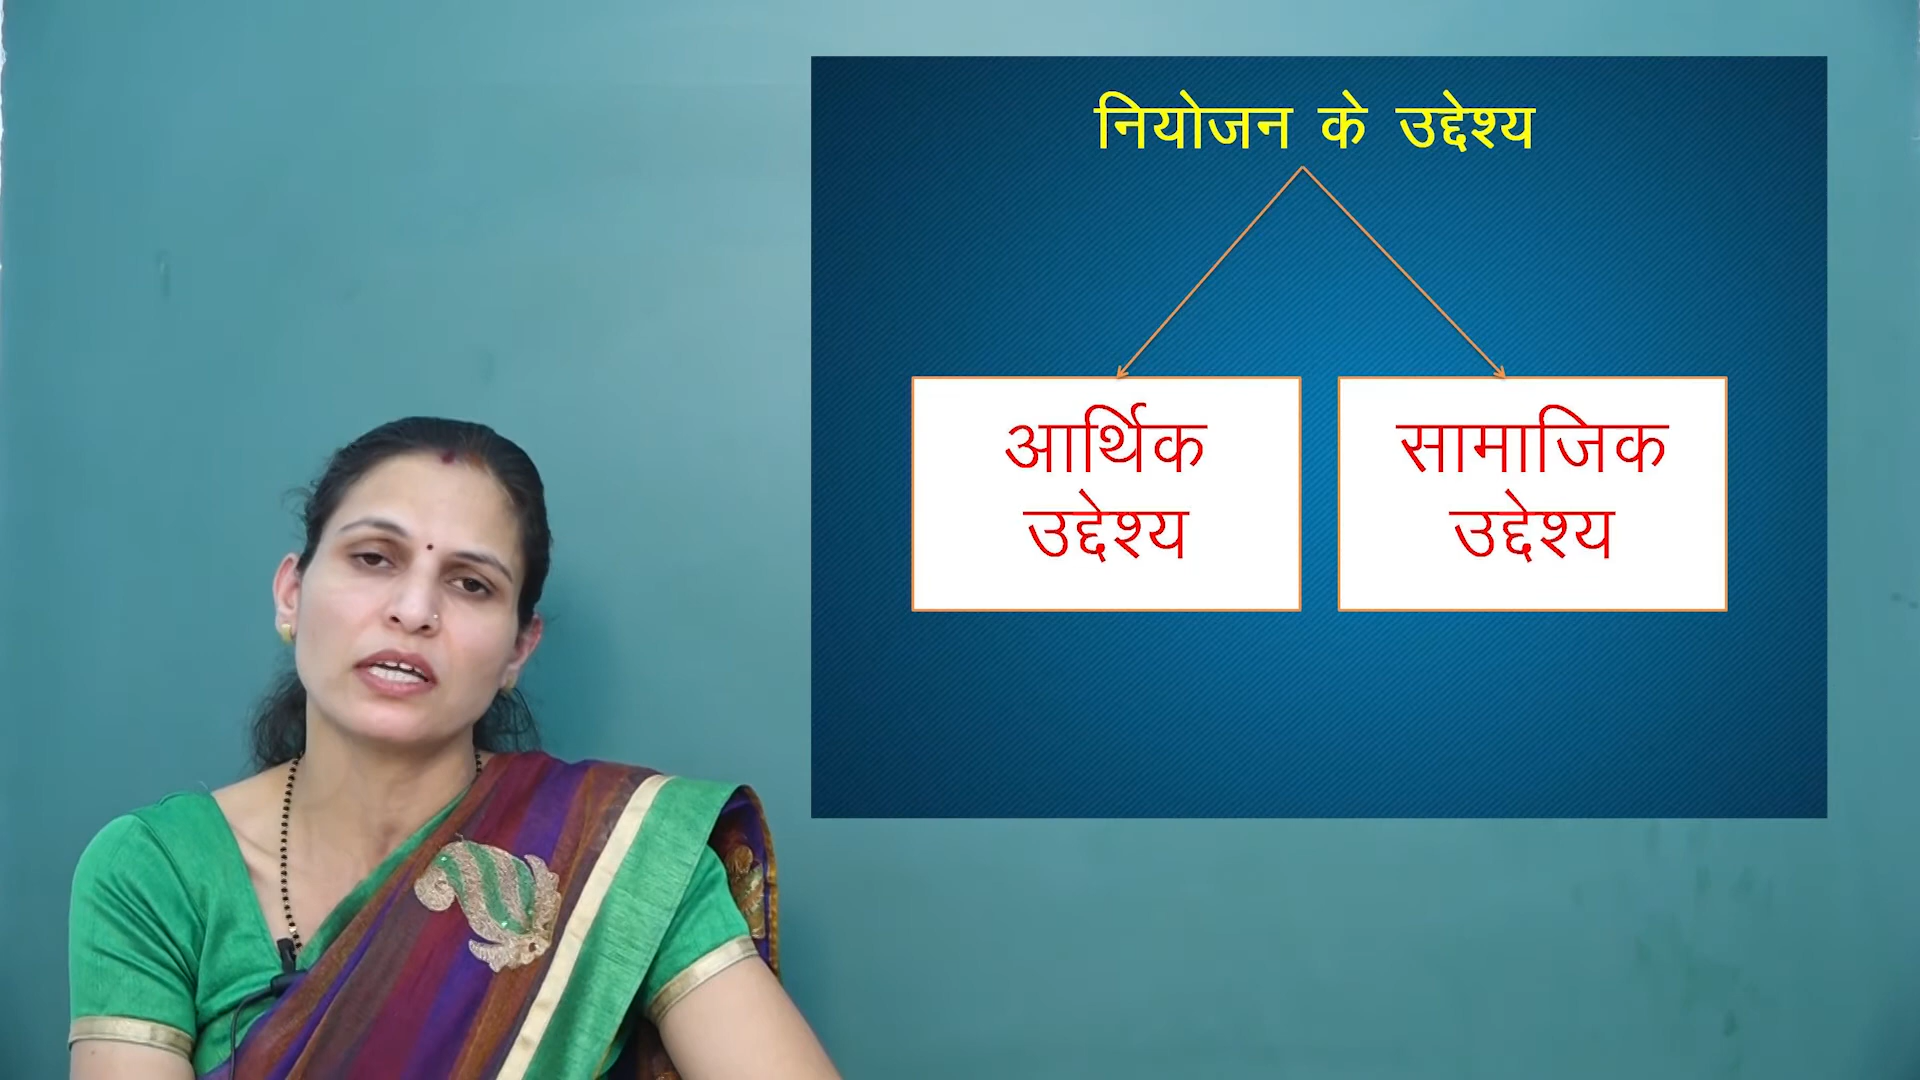 नियोजन के उद्देश्य
आर्थिक
उद्देश्य
सामाजिक
उद्देश्य